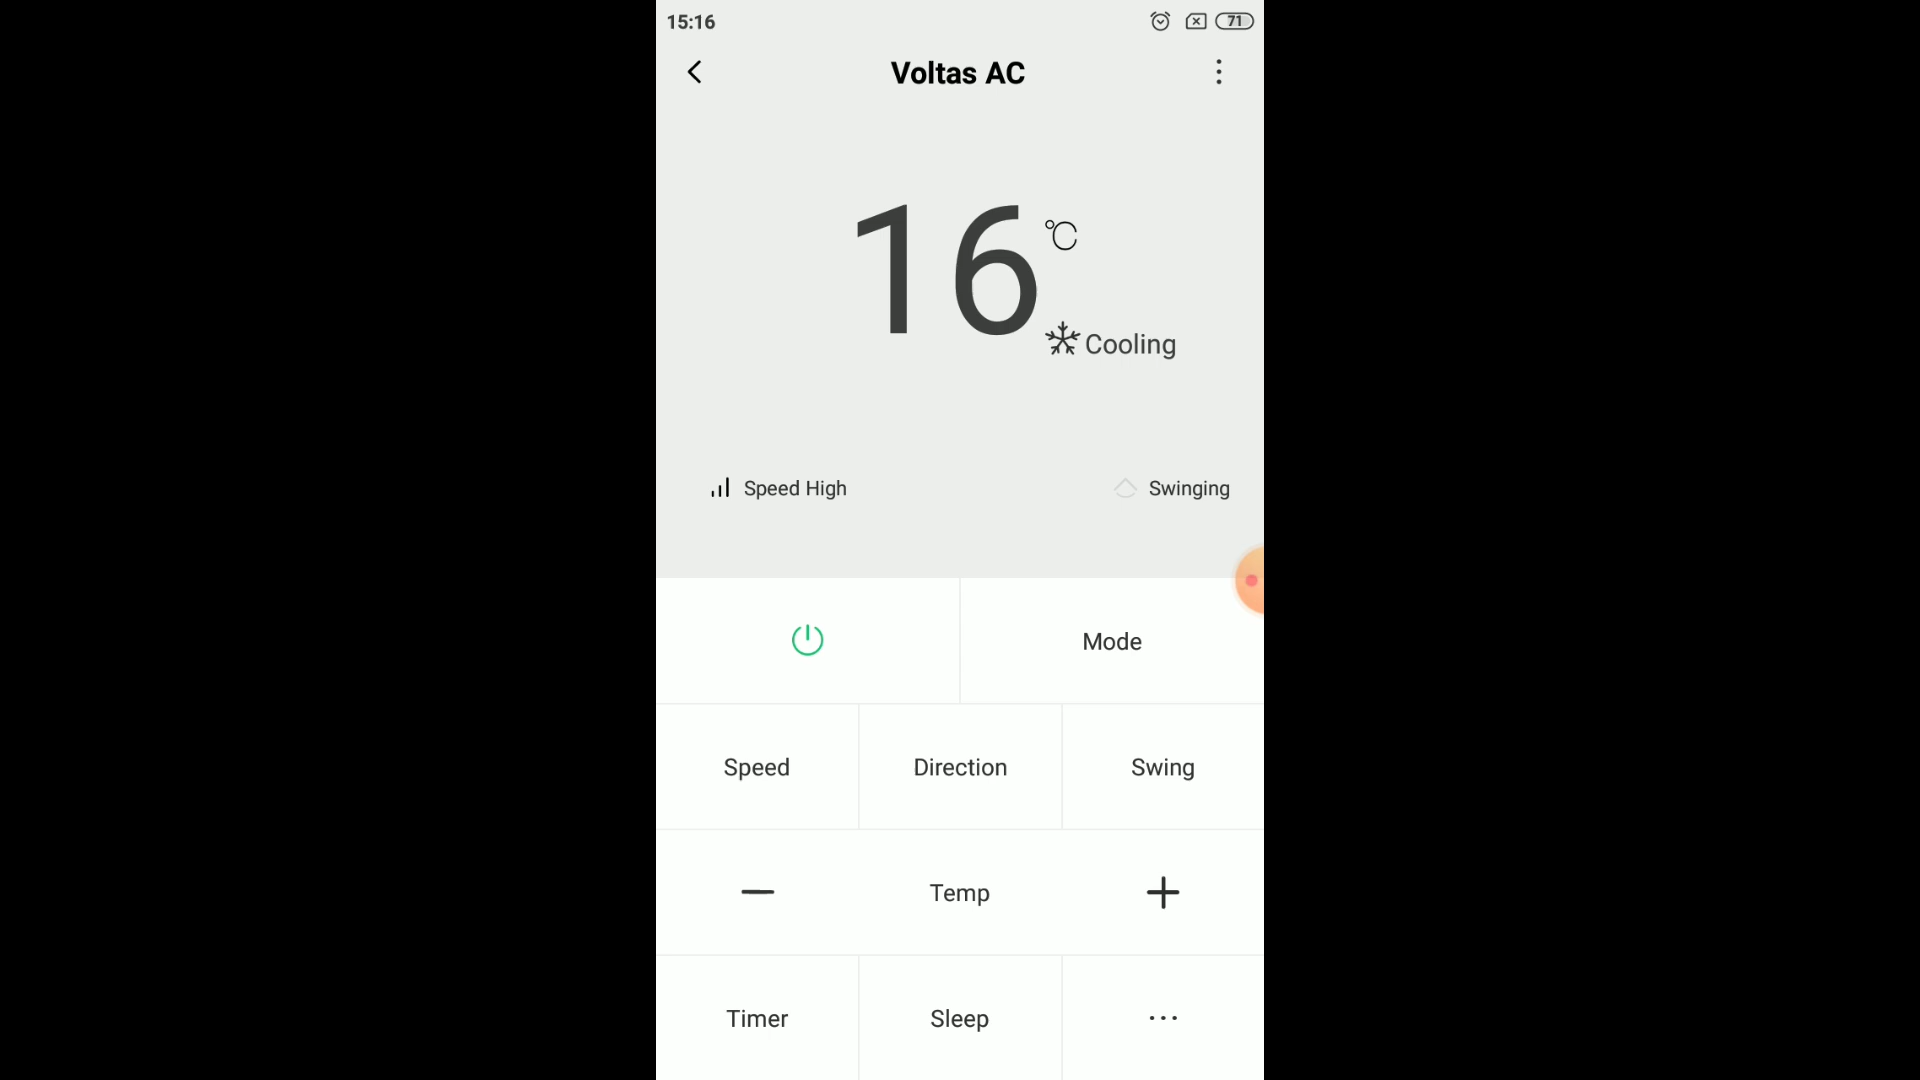 15:16
71
Voltas AC
16 °C
Cooling
Speed High
Swinging
Mode
Speed
Direction
Swing
Temp
Timer
Sleep